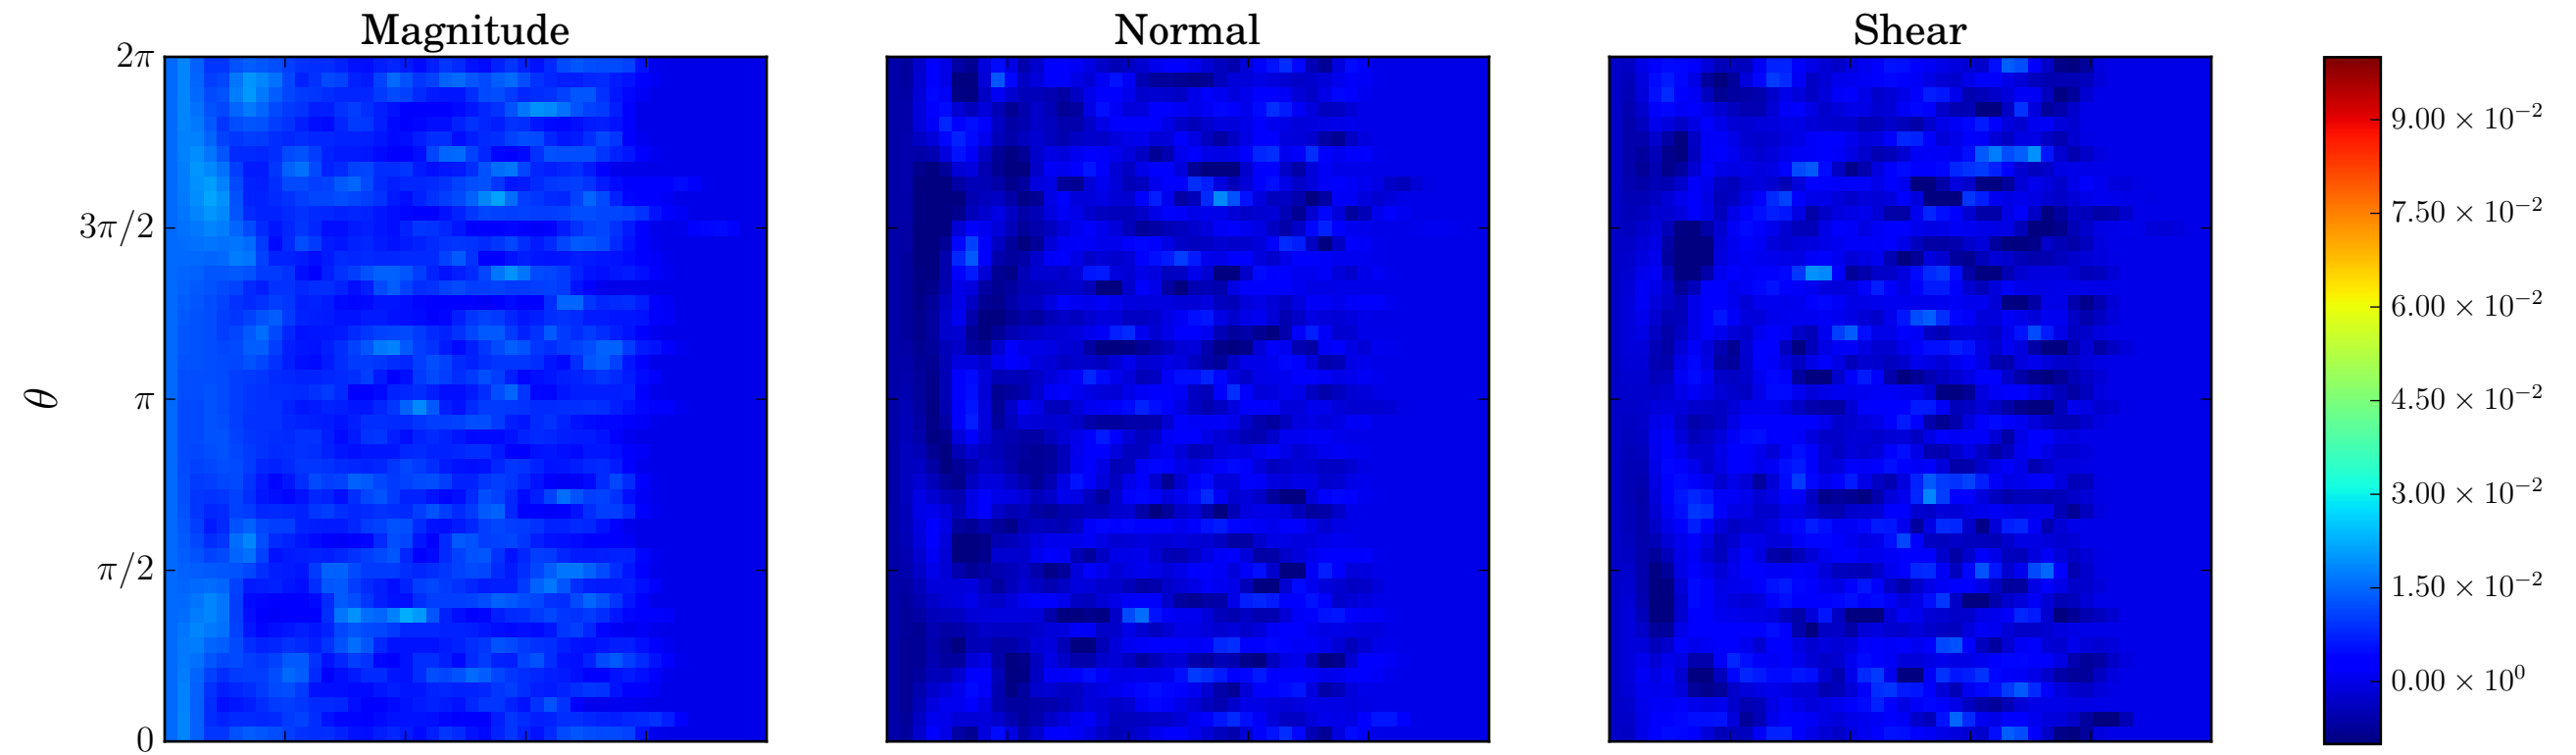 Magnitude
Normal
Shear
2π
3π/2
π
π/2
0
θ
9.00 × 10⁻²
7.50 × 10⁻²
6.00 × 10⁻²
4.50 × 10⁻²
3.00 × 10⁻²
1.50 × 10⁻²
0.00 × 10⁰